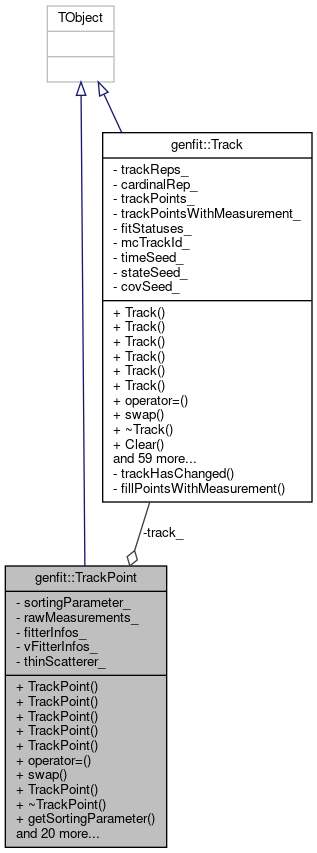 TObject
genfit::Track
- trackReps_
- cardinalRep_
- trackPoints_
- trackPointsWithMeasurement_
- fitStatuses_
- mcTrackId_
- timeSeed_
- stateSeed_
- covSeed_
+ Track()
+ Track()
+ Track()
+ Track()
+ Track()
+ Track()
+ operator=()
+ swap()
+ ~Track()
+ Clear()
and 59 more...
- trackHasChanged()
- fillPointsWithMeasurement()
-track_
genfit::TrackPoint
- sortingParameter_
- rawMeasurements_
- fitterInfos_
- vFitterInfos_
- thinScatterer_
+ TrackPoint()
+ TrackPoint()
+ TrackPoint()
+ TrackPoint()
+ TrackPoint()
+ operator=()
+ swap()
+ TrackPoint()
+ ~TrackPoint()
+ getSortingParameter()
and 20 more...